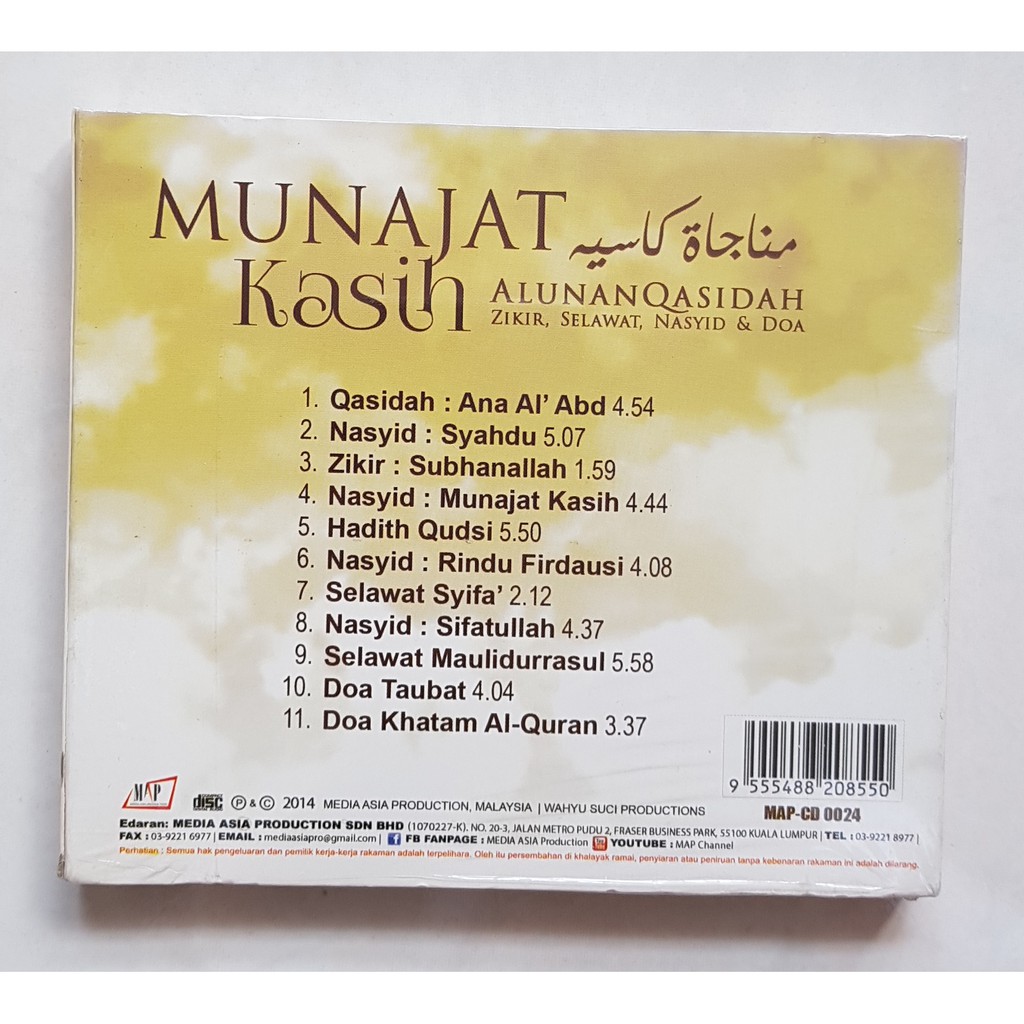 MUNAJAT
Kasih
مناجاة كاسيه
ALUNAN QASIDAH
ZIKIR, SELAWAT, NASYID & DOA
1. Qasidah : Ana Al' Abd 4.54
2. Nasyid : Syahdu 5.07
3. Zikir : Subhanallah 1.59
4. Nasyid : Munajat Kasih 4.44
5. Hadith Qudsi 5.50
6. Nasyid : Rindu Firdausi 4.08
7. Selawat Syifa' 2.12
8. Nasyid : Sifatullah 4.37
9. Selawat Maulidurrasul 5.58
10. Doa Taubat 4.04
11. Doa Khatam Al-Quran 3.37
9 555488 208550
MAP-CD 0024
MAP
COMPACT disc DIGITAL AUDIO
Ⓟ & © 2014 MEDIA ASIA PRODUCTION, MALAYSIA | WAHYU SUCI PRODUCTIONS
Edaran: MEDIA ASIA PRODUCTION SDN BHD (1070227-K). NO. 20-3, JALAN METRO PUDU 2, FRASER BUSINESS PARK, 55100 KUALA LUMPUR | TEL : 03-9221 8977 |
FAX : 03-9221 6977 | EMAIL : mediaasiapro@gmail.com | f FB FANPAGE : MEDIA ASIA Production YOUTUBE : MAP Channel
Perhatian : Semua hak pengeluaran dan pemilik kerja-kerja rakaman adalah terpelihara. Oleh itu persembahan di khalayak ramai, penyiaran atau peniruan tanpa kebenaran rakaman ini adalah dilarang.